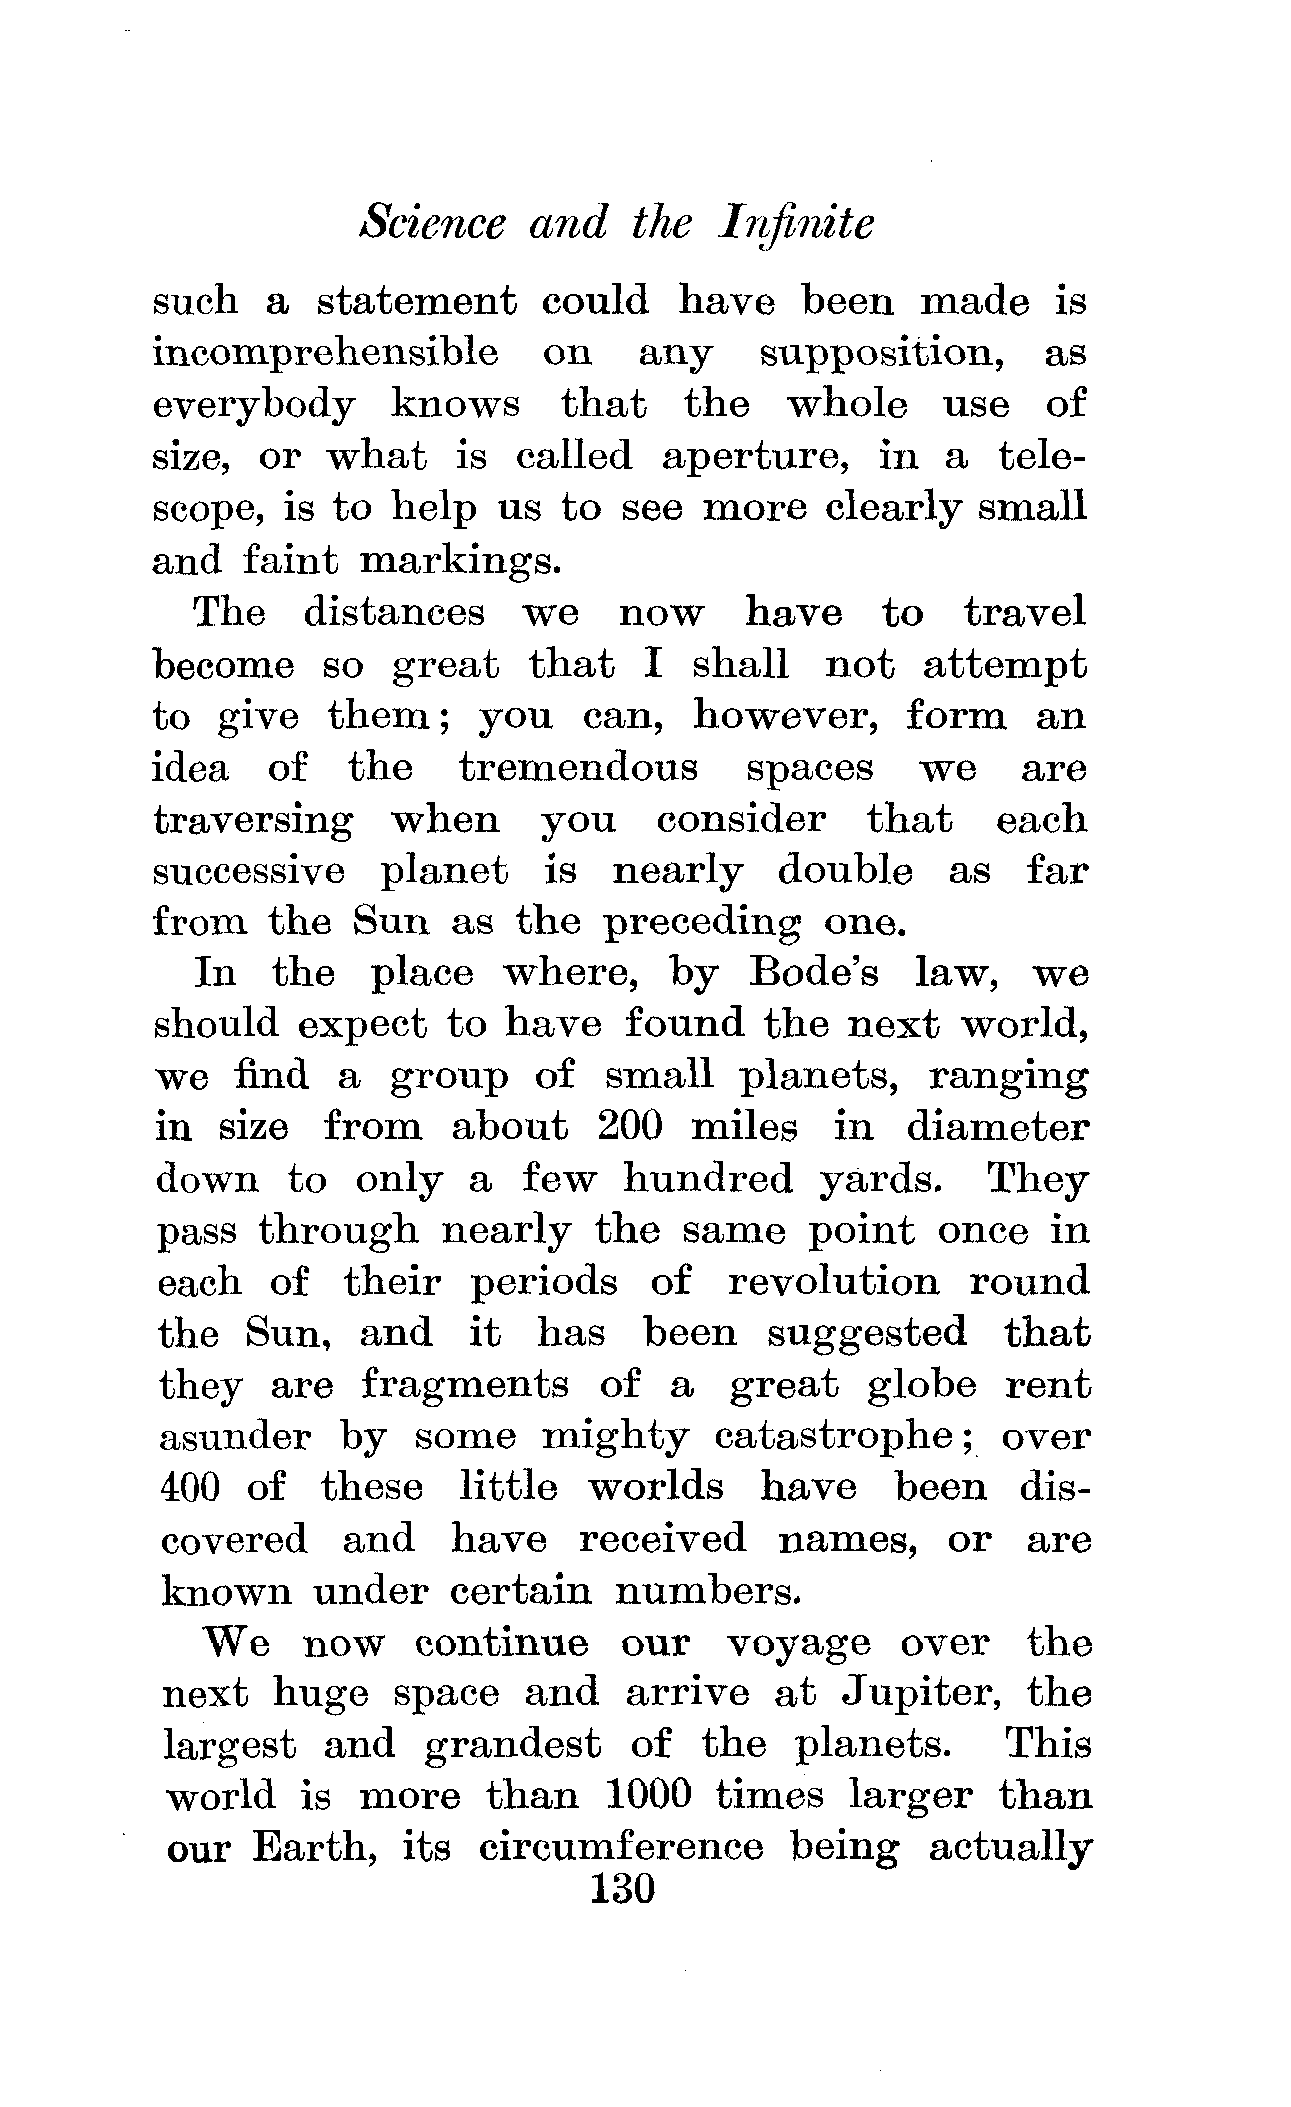 Science and the Infinite
such a statement could have been made is
incomprehensible on any supposition, as
everybody knows that the whole use of
size, or what is called aperture, in a tele-
scope, is to help us to see more clearly small
and faint markings.
The distances we now have to travel
become so great that I shall not attempt
to give them; you can, however, form an
idea of the tremendous spaces we are
traversing when you consider that each
successive planet is nearly double as far
from the Sun as the preceding one.
In the place where, by Bode's law, we
should expect to have found the next world,
we find a group of small planets, ranging
in size from about 200 miles in diameter
down to only a few hundred yards. They
pass through nearly the same point once in
each of their periods of revolution round
the Sun, and it has been suggested that
they are fragments of a great globe rent
asunder by some mighty catastrophe; over
400 of these little worlds have been dis-
covered and have received names, or are
known under certain numbers.
We now continue our voyage over the
next huge space and arrive at Jupiter, the
largest and grandest of the planets. This
world is more than 1000 times larger than
our Earth, its circumference being actually
130